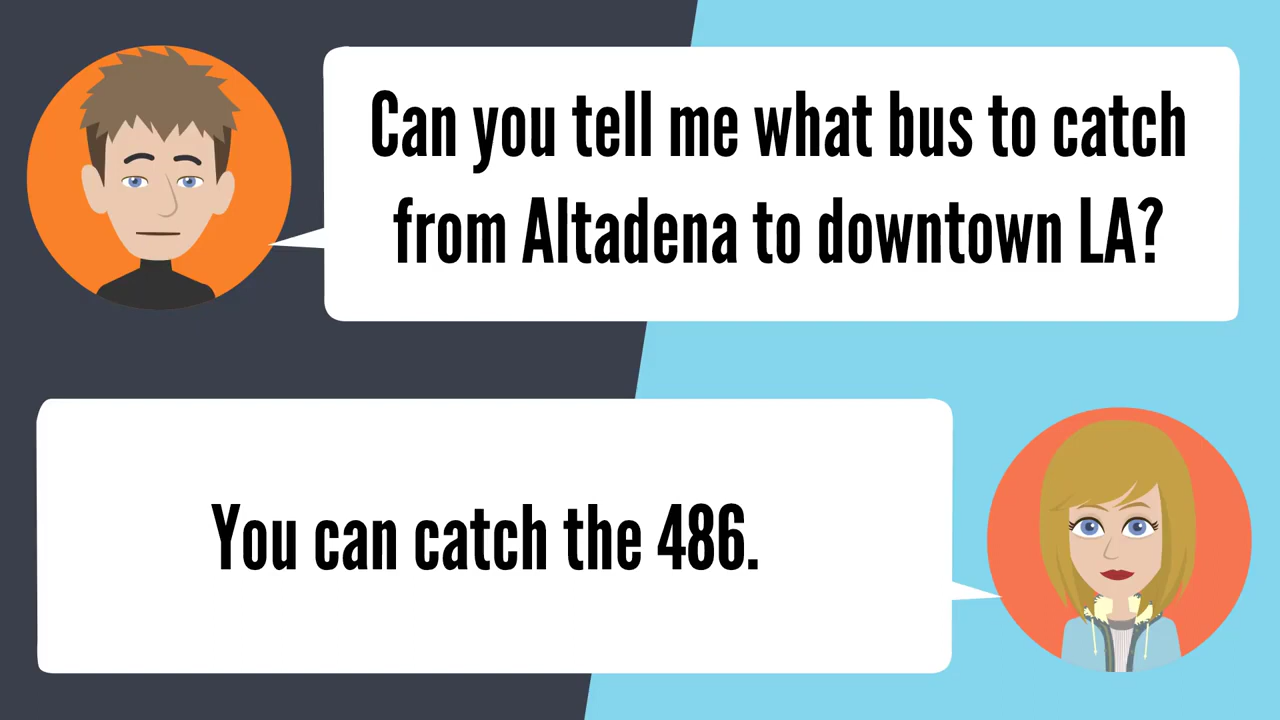 Can you tell me what bus to catch
from Altadena to downtown LA?
You can catch the 486.